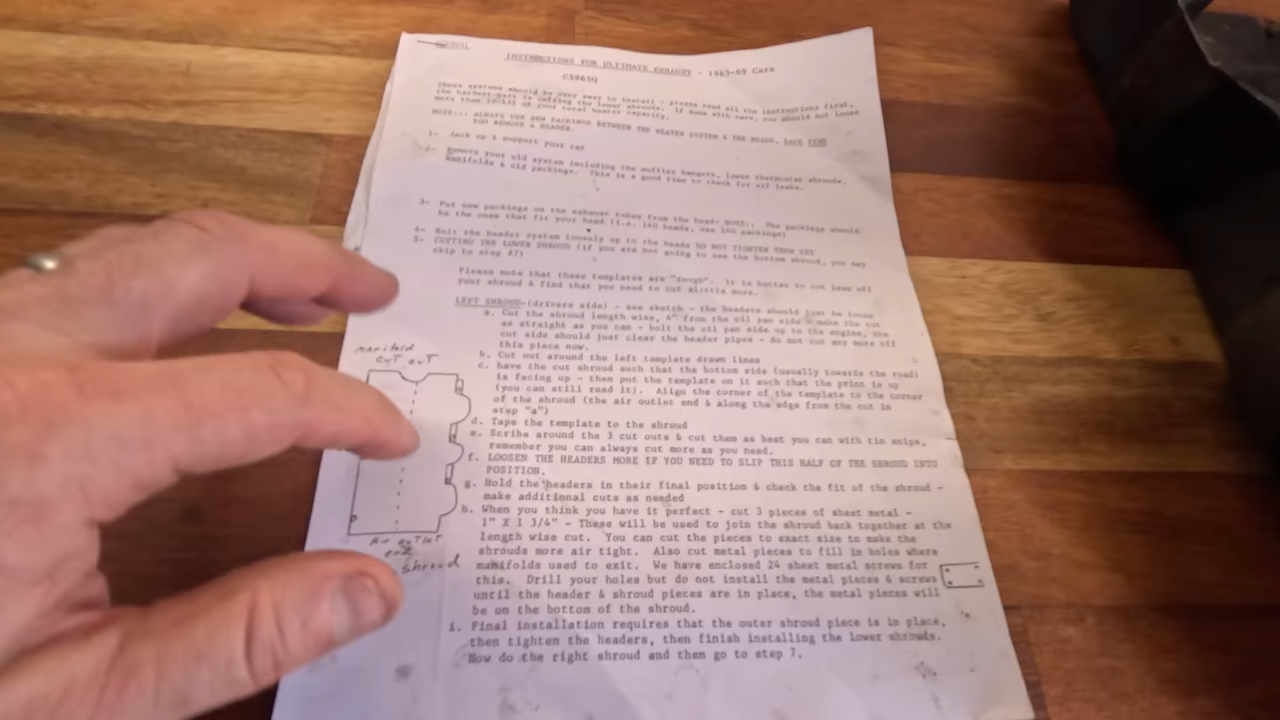 INSTRUCTIONS FOR ULTIMATE EXHAUST - 1965-69 Cars
C5965Q
These systems should be very easy to install - please read all the instructions first,
the hardest part is cutting the lower shrouds. If done with care, you should not loose
more than of your total heater capacity.
NOTE::: ALWAYS USE NEW PACKINGS BETWEEN THE HEATER SYSTEM & THE HEADS, EACH TIME
YOU REMOVE A HEADER.
1- Jack up & support your car
2- Remove your old system including the muffler hangers, lower thermostat shrouds,
manifolds & old packings. This is a good time to check for oil leaks.
3- Put new packings on the exhaust tubes from the head- NOTE:: The packings should
be the ones that fit your head (i.e. 140 heads, use 140 packings)
4- Bolt the header system loosely up to the heads DO NOT TIGHTEN THEM YET
5- CUTTING THE LOWER SHROUD (if you are not going to use the bottom shroud, you may
skip to step #7)
Please note that these templates are "rough". It is better to cut less off
your shroud & find that you need to cut alittle more.
LEFT SHROUD-(drivers side) - see sketch - the headers should just be loose
a. Cut the shroud length wise, 4" from the oil pan side - make the cut
as straight as you can - bolt the oil pan side up to the engine, the
cut side should just clear the header pipes - do not cut any more off
this piece now.
b. Cut out around the left template drawn lines
c. have the cut shroud such that the bottom side (usually towards the road)
is facing up - then put the template on it such that the print is up
(you can still read it). Align the corner of the template to the corner
of the shroud (the air outlet end & along the edge from the cut in
step "a")
d. Tape the template to the shroud
e. Scribe around the 3 cut outs & cut them as best you can with tin snips,
remember you can always cut more as you need.
f. LOOSEN THE HEADERS MORE IF YOU NEED TO SLIP THIS HALF OF THE SHROUD INTO
POSITION.
g- Hold the headers in their final position & check the fit of the shroud -
make additional cuts as needed
h. When you think you have it perfect - cut 3 pieces of sheet metal -
1" X 1 3/4" - These will be used to join the shroud back together at the
length wise cut. You can cut the pieces to exact size to make the
shrouds more air tight. Also cut metal pieces to fill in holes where
manifolds used to exit. We have enclosed 24 sheet metal screws for
this. Drill your holes but do not install the metal pieces & screws
until the header & shroud pieces are in place, the metal pieces will
be on the bottom of the shroud.
i. Final installation requires that the outer shroud piece is in place,
then tighten the headers, then finish installing the lower shrouds.
Now do the right shroud and then go to step 7.
manifold
cut out
Air outlet
end
shroud